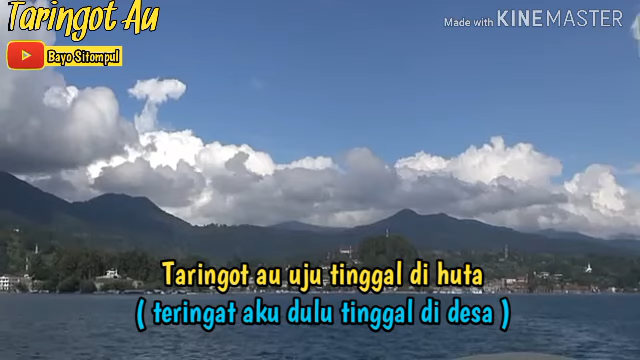 Taringot Au
Bayo Sitompul
Made with KINEMASTER
Taringot au uju tinggal di huta
( teringat aku dulu tinggal di desa )